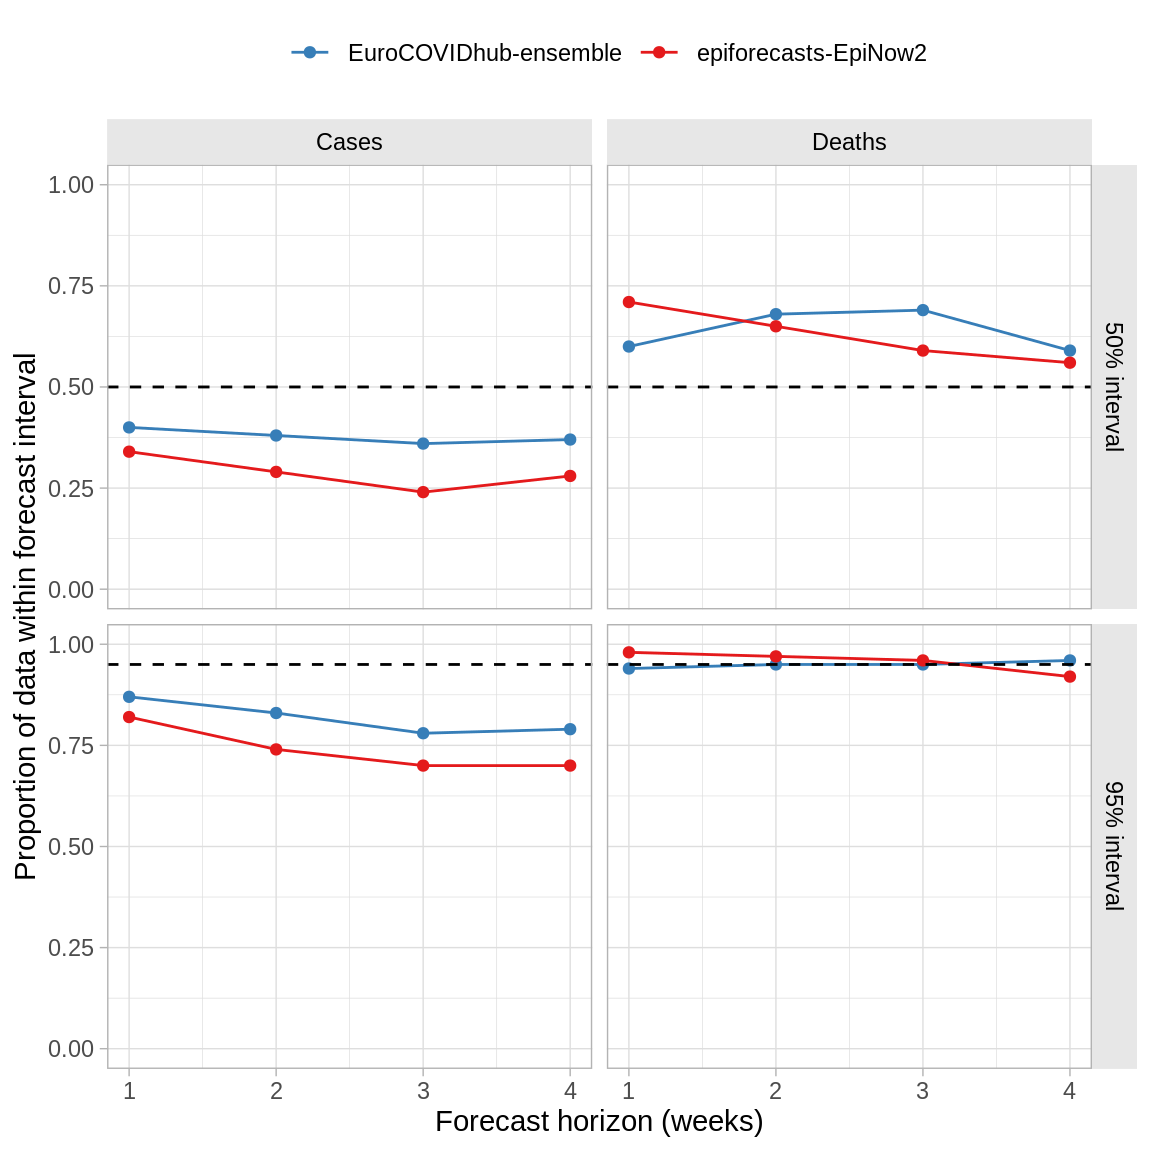 EuroCOVIDhub-ensemble epiforecasts-EpiNow2
Cases Deaths
1.00
0.75
0.50
0.25
0.00
50% interval
1.00
0.75
0.50
0.25
0.00
95% interval
1 2 3 4 1 2 3 4
Forecast horizon (weeks)
Proportion of data within forecast interval